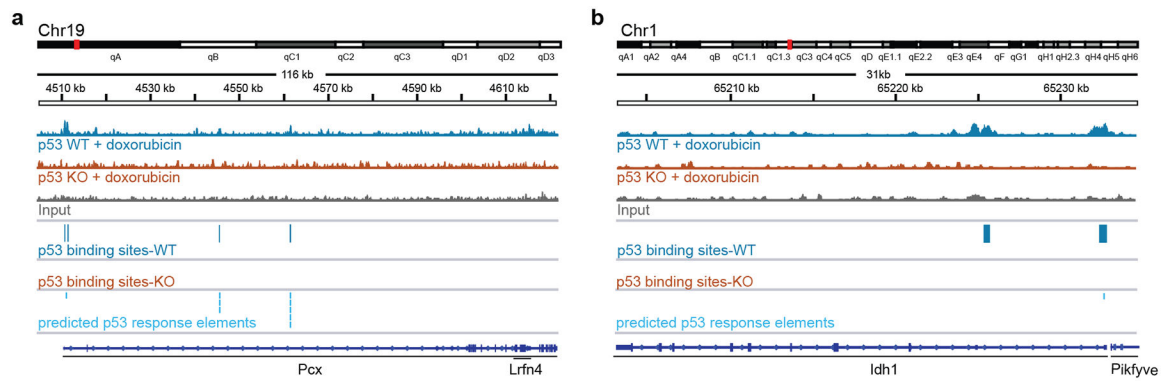 a
Chr19
qA qB qC1 qC2 qC3 qD1 qD2 qD3
116 kb
4510 kb 4530 kb 4550 kb 4570 kb 4590 kb 4610 kb
p53 WT + doxorubicin
p53 KO + doxorubicin
Input
p53 binding sites-WT
p53 binding sites-KO
predicted p53 response elements
Pcx Lrfn4
b
Chr1
qA1 qA2 qA4 qB qC1.1 qC1.3 qC3 qC4 qC5 qD qE1.1 qE2.2 qE3 qE4 qF qG1 qH1 qH2.3 qH4 qH5 qH6
31kb
65210 kb 65220 kb 65230 kb
p53 WT + doxorubicin
p53 KO + doxorubicin
Input
p53 binding sites-WT
p53 binding sites-KO
predicted p53 response elements
Idh1 Pikfyve